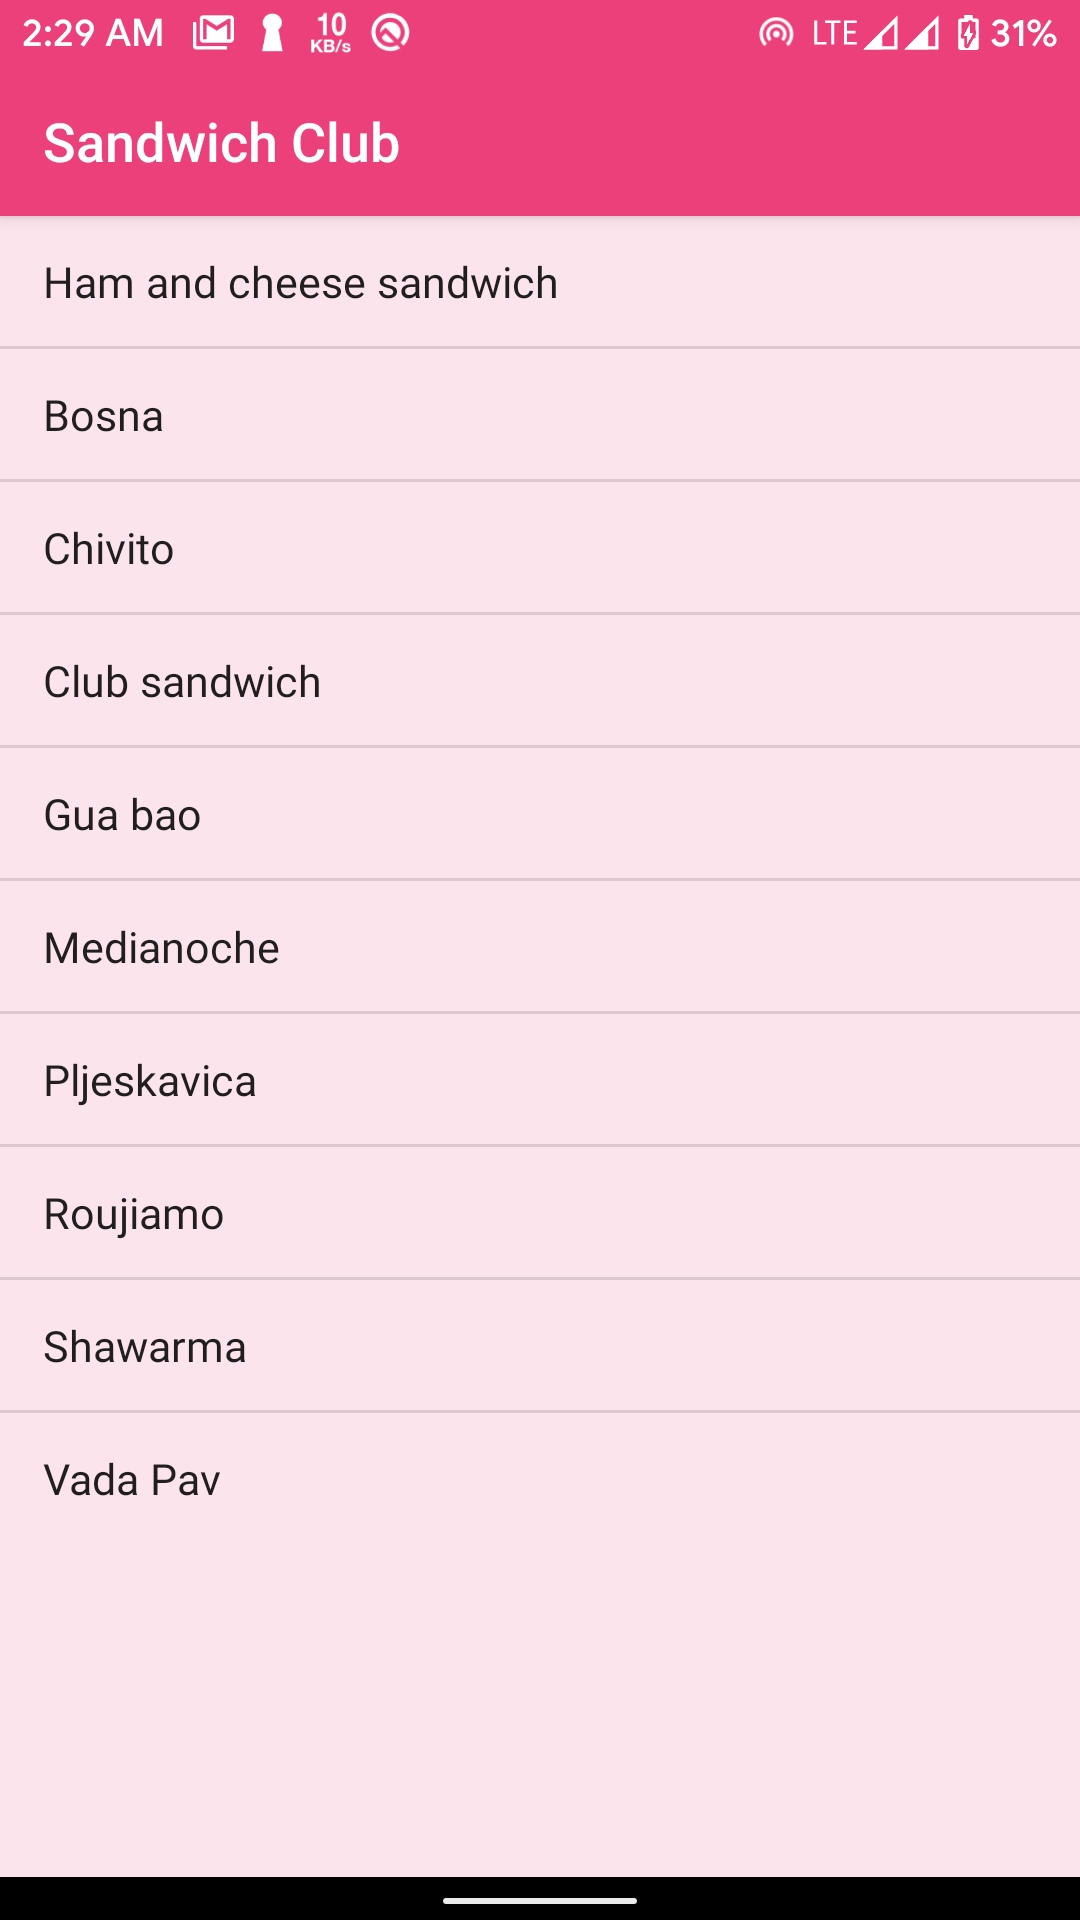 2:29 AM 10 KB/s LTE 31%
Sandwich Club
Ham and cheese sandwich
Bosna
Chivito
Club sandwich
Gua bao
Medianoche
Pljeskavica
Roujiamo
Shawarma
Vada Pav